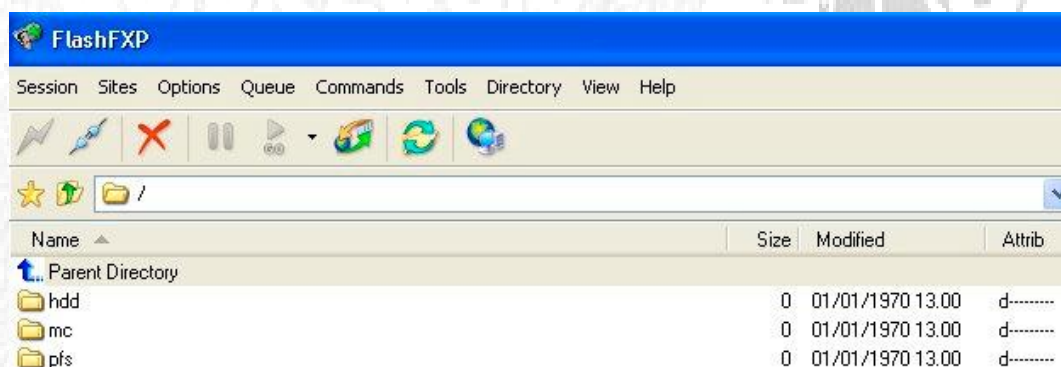 FlashFXP
Session Sites Options Queue Commands Tools Directory View Help
GO
/
Name Size Modified Attrib
Parent Directory
hdd 0 01/01/1970 13.00 d---------
mc 0 01/01/1970 13.00 d---------
pfs 0 01/01/1970 13.00 d---------